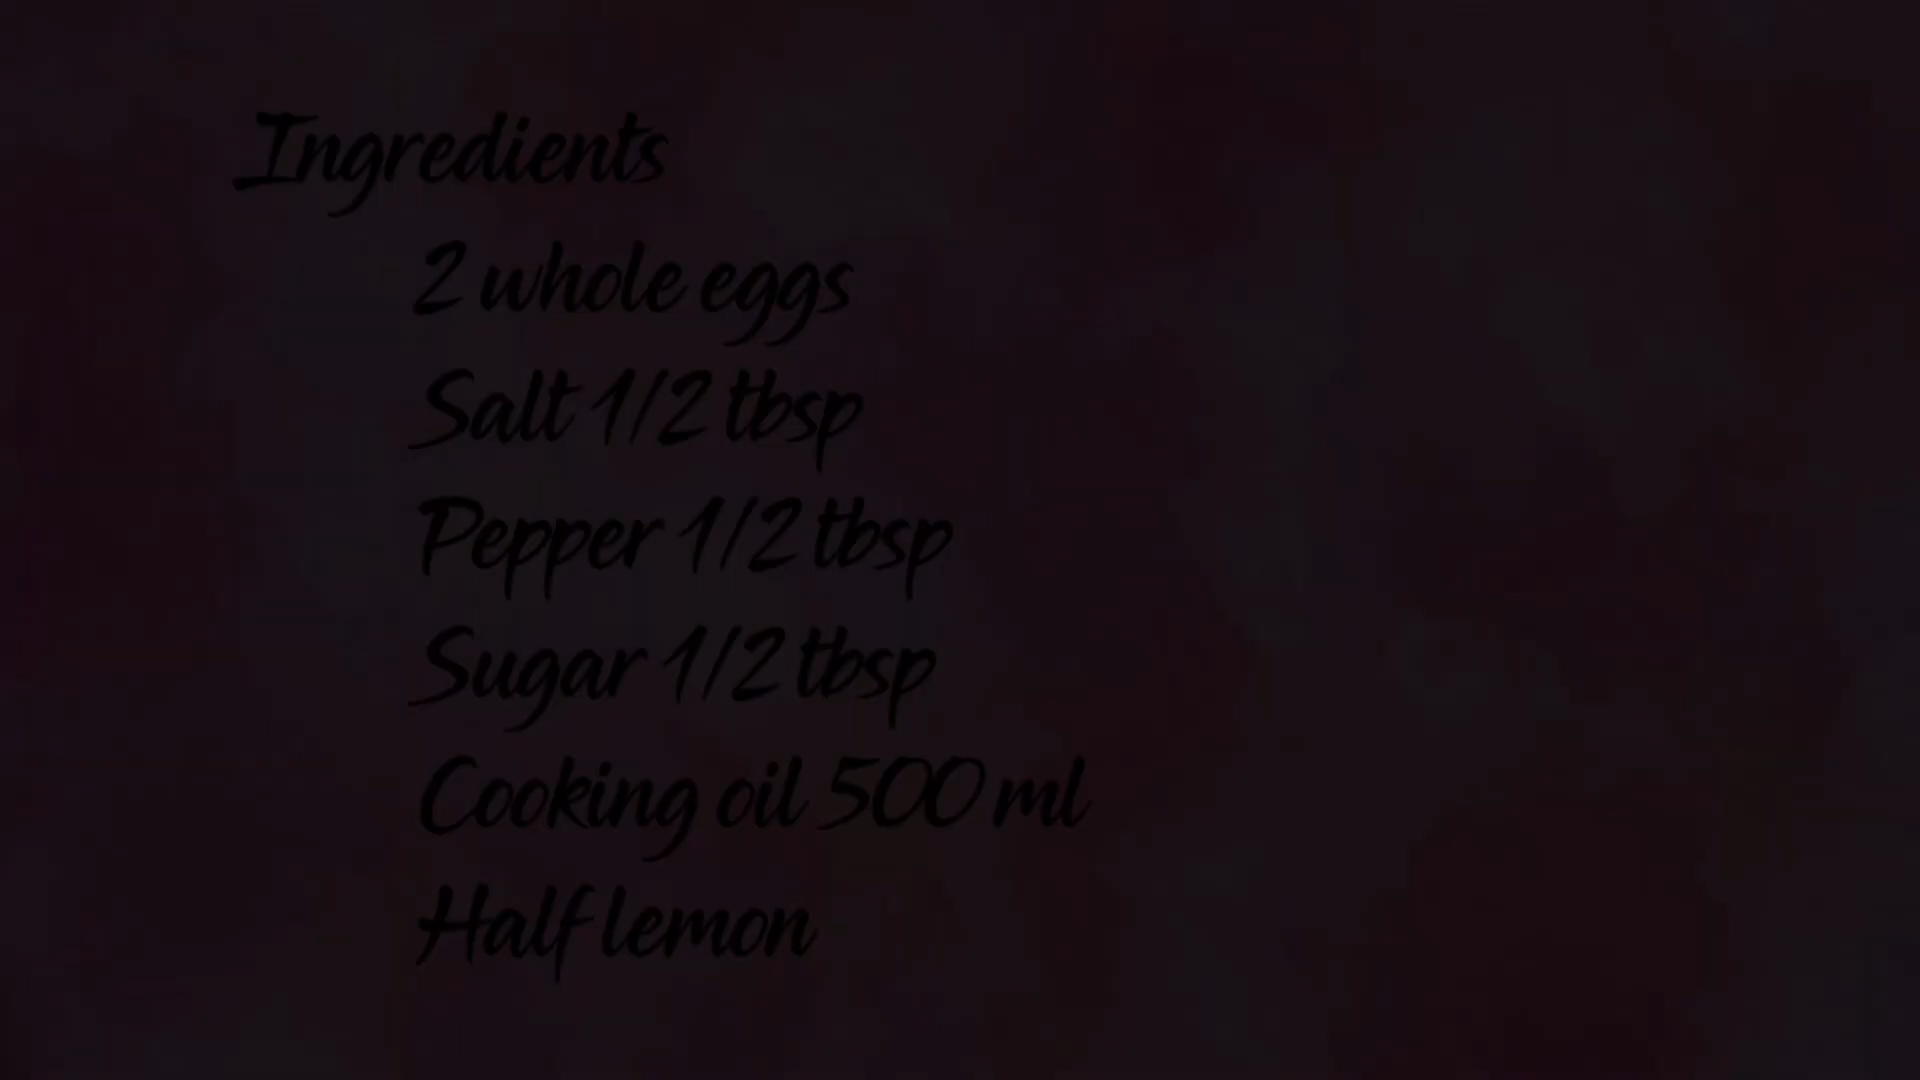 Ingredients
2 whole eggs
Salt 1/2 tbsp
Pepper 1/2 tbsp
Sugar 1/2 tbsp
Cooking oil 500 ml
Half lemon